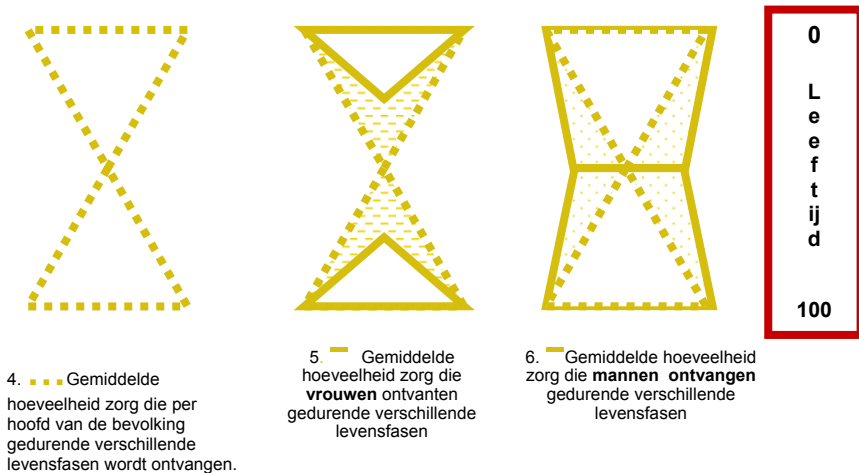 0
L
e
e
f
t
ij
d
100
4. Gemiddelde
hoeveelheid zorg die per
hoofd van de bevolking
gedurende verschillende
levensfasen wordt ontvangen.
5. Gemiddelde
hoeveelheid zorg die
vrouwen ontvanten
gedurende verschillende
levensfasen
6. Gemiddelde hoeveelheid
zorg die mannen ontvangen
gedurende verschillende
levensfasen